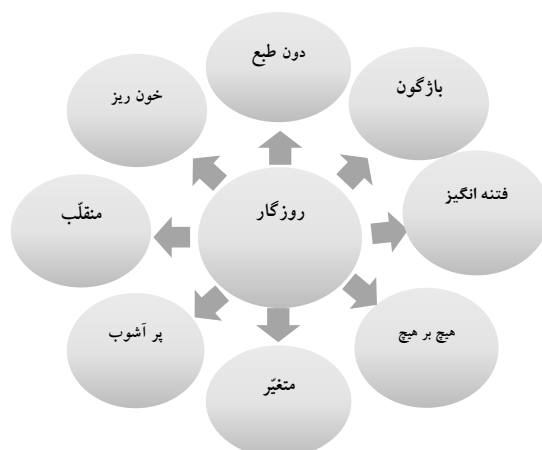 دون طبع
باژگون
فتنه انگیز
هیچ بر هیچ
متغیّر
پر آشوب
منقلّب
خون ریز
روزگار